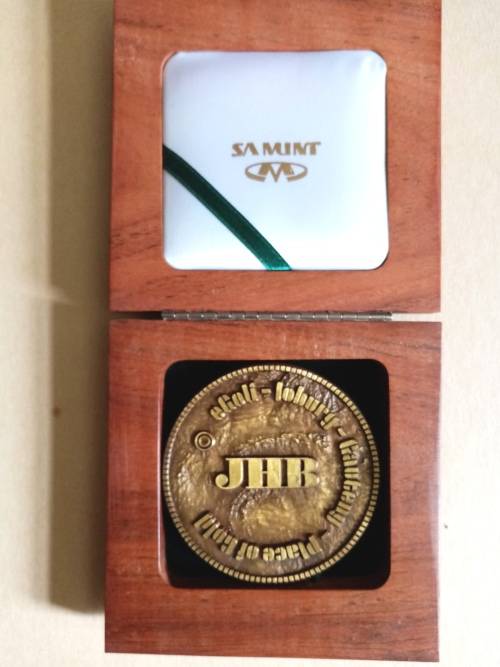 SA MINT
eGoli - Joburg - Gauteng - Place of Gold
©
JHB